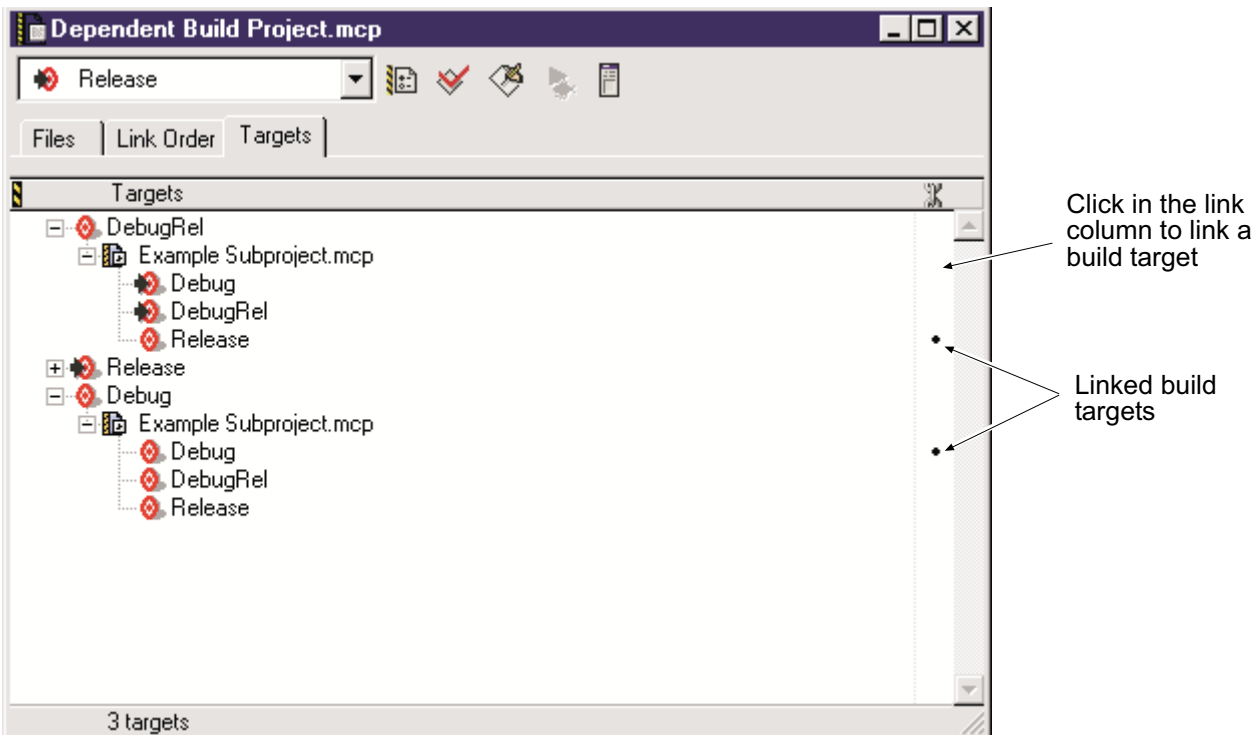 Dependent Build Project.mcp
Release
Files
Link Order
Targets
Targets
DebugRel
Example Subproject.mcp
Debug
DebugRel
Release
Release
Debug
Example Subproject.mcp
Debug
DebugRel
Release
3 targets
Click in the link
column to link a
build target
Linked build
targets